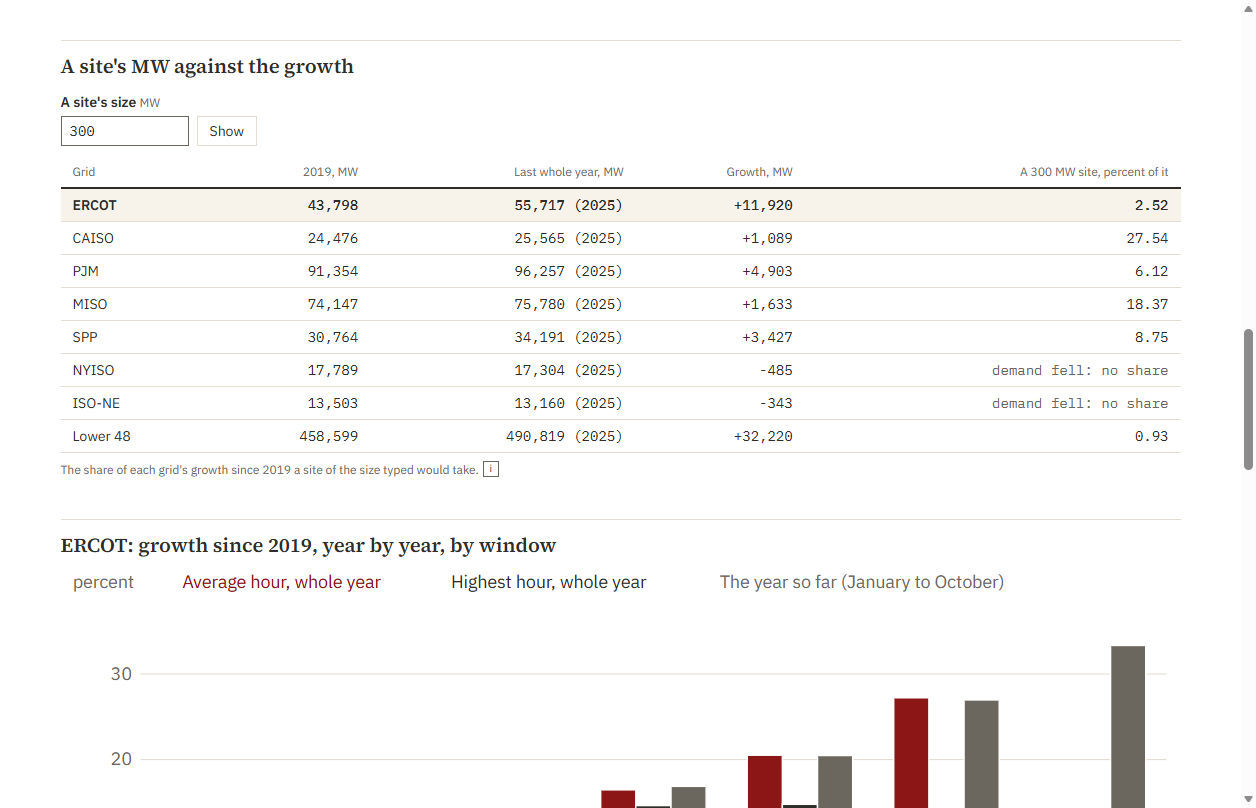 A site's MW against the growth
A site's size MW
300 Show
Grid 2019, MW Last whole year, MW Growth, MW A 300 MW site, percent of it
ERCOT 43,798 55,717 (2025) +11,920 2.52
CAISO 24,476 25,565 (2025) +1,089 27.54
PJM 91,354 96,257 (2025) +4,903 6.12
MISO 74,147 75,780 (2025) +1,633 18.37
SPP 30,764 34,191 (2025) +3,427 8.75
NYISO 17,789 17,304 (2025) -485 demand fell: no share
ISO-NE 13,503 13,160 (2025) -343 demand fell: no share
Lower 48 458,599 490,819 (2025) +32,220 0.93
The share of each grid's growth since 2019 a site of the size typed would take. i
ERCOT: growth since 2019, year by year, by window
percent Average hour, whole year Highest hour, whole year The year so far (January to October)
30
20